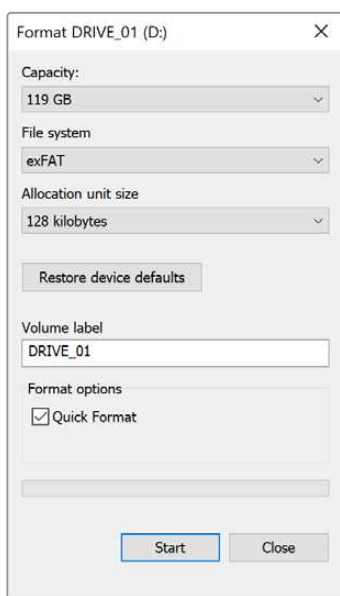 Format DRIVE_01 (D:)
Capacity:
119 GB
File system
exFAT
Allocation unit size
128 kilobytes
Restore device defaults
Volume label
DRIVE_01
Format options
Quick Format
Start Close